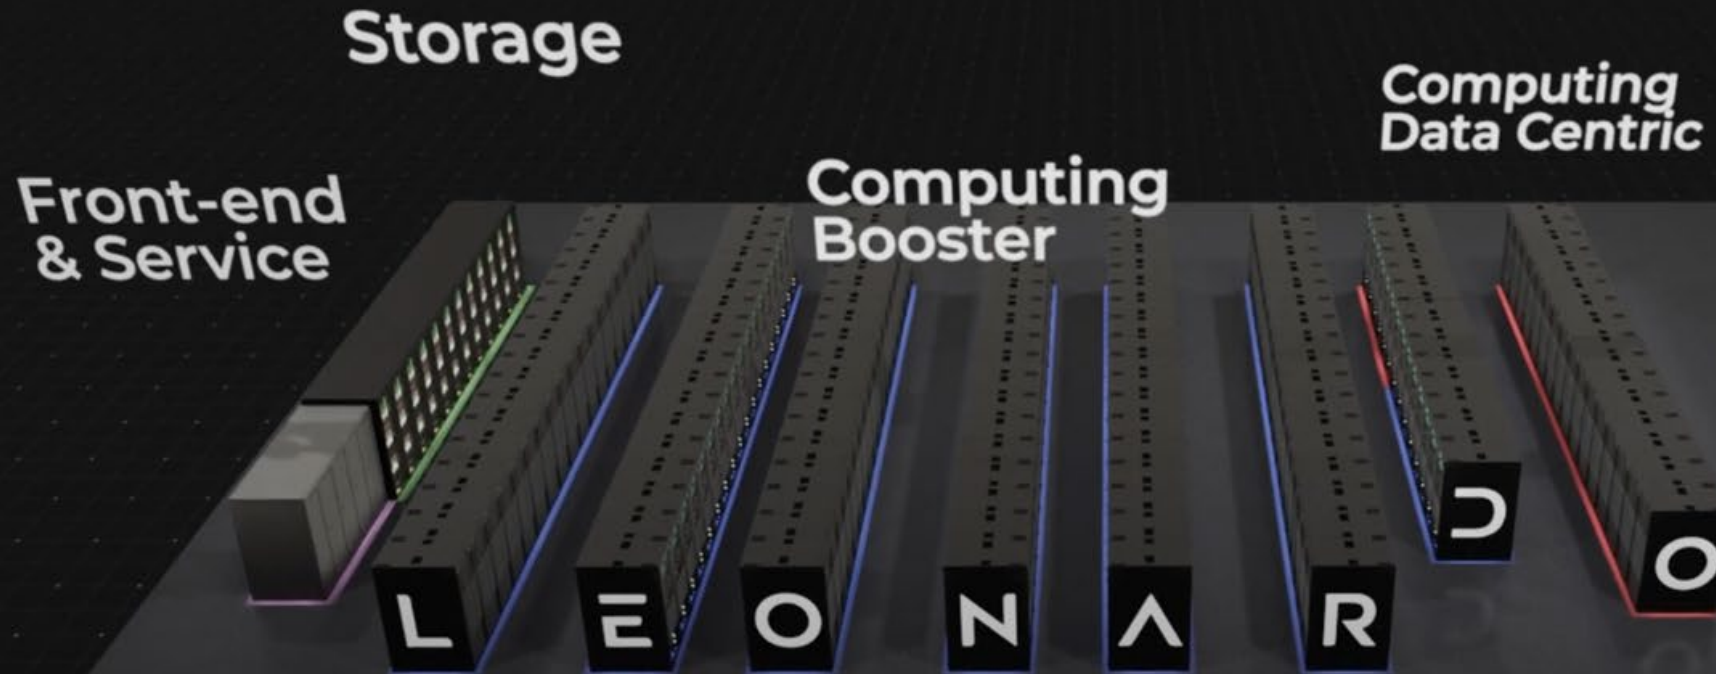 Storage
Computing
Data Centric
Computing
Booster
Front-end
& Service
L E O N A R D O